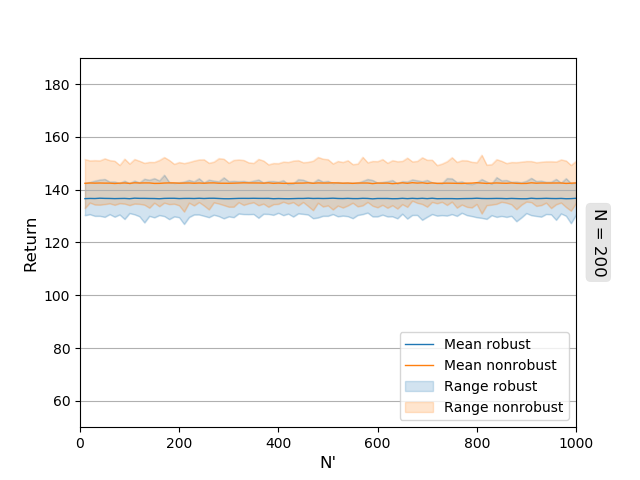 180
160
140
120
100
80
60
Return
0
200
400
600
800
1000
N'
N = 200
Mean robust
Mean nonrobust
Range robust
Range nonrobust